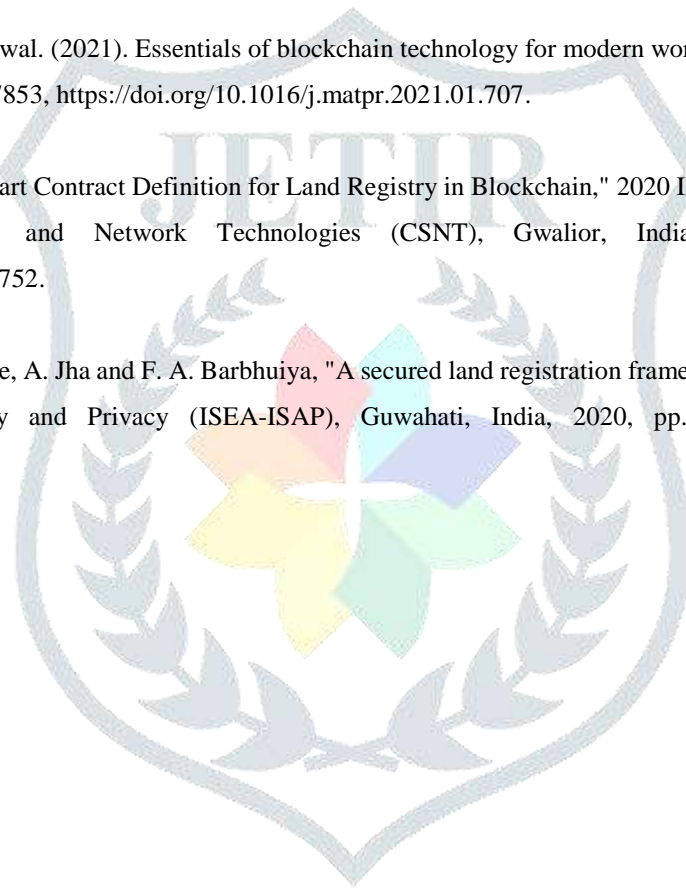 wal. (2021). Essentials of blockchain technology for modern wor
7853, https://doi.org/10.1016/j.matpr.2021.01.707.
JETIR
art Contract Definition for Land Registry in Blockchain," 2020 I
and Network Technologies (CSNT), Gwalior, India
752.
e, A. Jha and F. A. Barbhuiya, "A secured land registration frame
y and Privacy (ISEA-ISAP), Guwahati, India, 2020, pp.